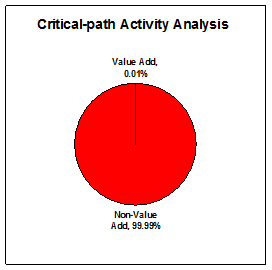 Critical-path Activity Analysis
Value Add,
0.01%
Non-Value
Add, 99.99%